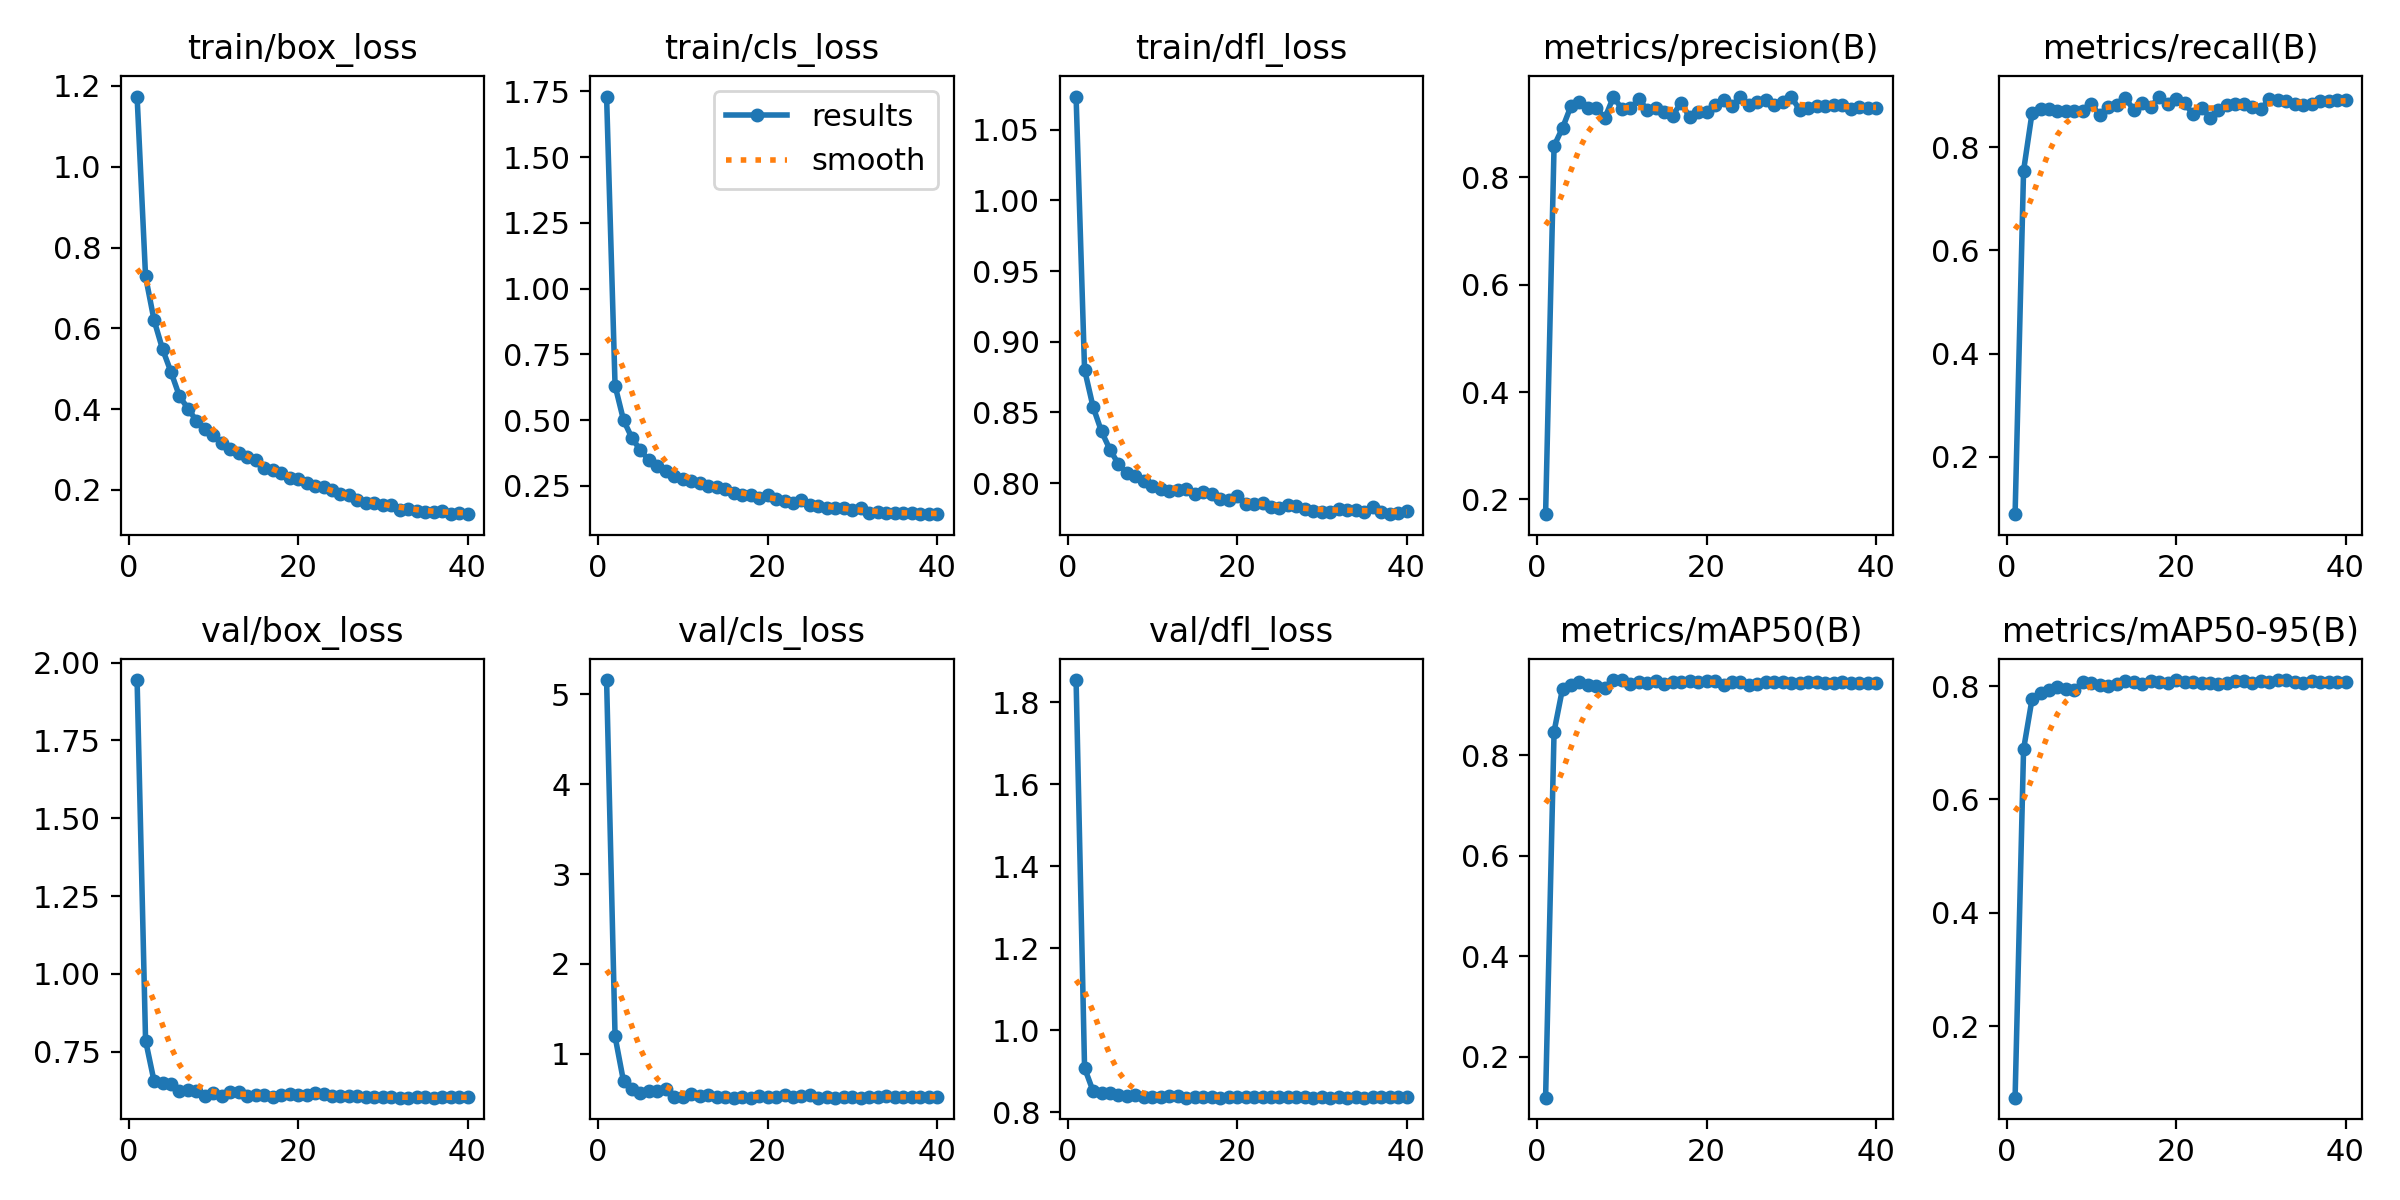 train/box_loss
1.2
1.0
0.8
0.6
0.4
0.2
0 20 40
train/cls_loss
1.75
1.50
1.25
1.00
0.75
0.50
0.25
results
smooth
0 20 40
train/dfl_loss
1.05
1.00
0.95
0.90
0.85
0.80
0 20 40
metrics/precision(B)
0.8
0.6
0.4
0.2
0 20 40
metrics/recall(B)
0.8
0.6
0.4
0.2
0 20 40
val/box_loss
2.00
1.75
1.50
1.25
1.00
0.75
0 20 40
val/cls_loss
5
4
3
2
1
0 20 40
val/dfl_loss
1.8
1.6
1.4
1.2
1.0
0.8
0 20 40
metrics/mAP50(B)
0.8
0.6
0.4
0.2
0 20 40
metrics/mAP50-95(B)
0.8
0.6
0.4
0.2
0 20 40